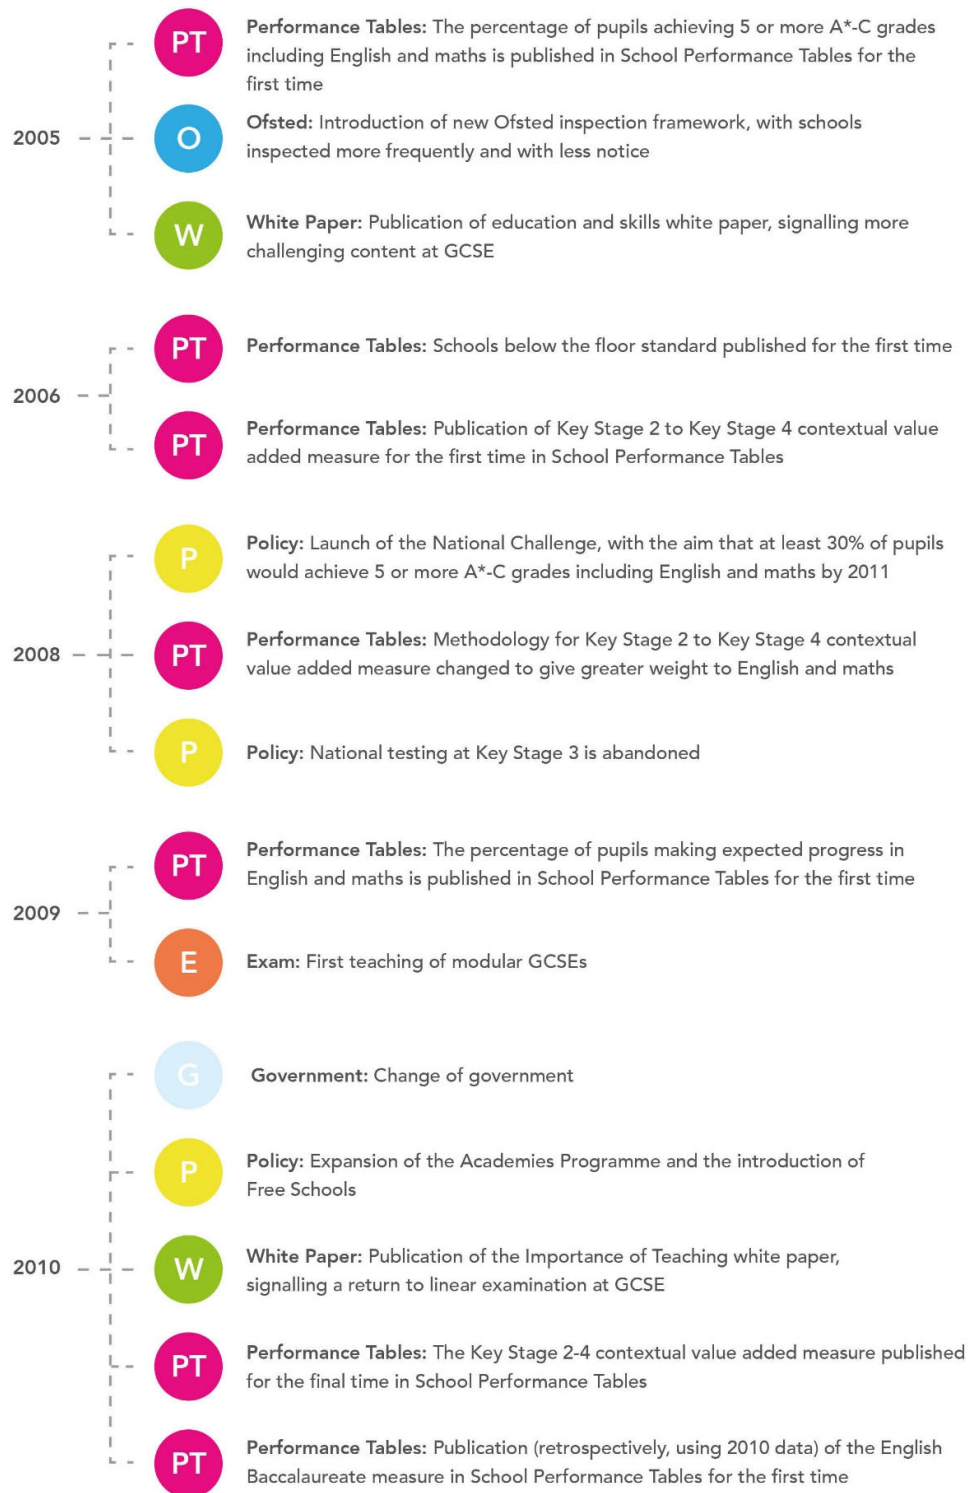 PT
Performance Tables: The percentage of pupils achieving 5 or more A*-C grades
including English and maths is published in School Performance Tables for the
first time
2005
O
Ofsted: Introduction of new Ofsted inspection framework, with schools
inspected more frequently and with less notice
W
White Paper: Publication of education and skills white paper, signalling more
challenging content at GCSE
PT
Performance Tables: Schools below the floor standard published for the first time
2006
PT
Performance Tables: Publication of Key Stage 2 to Key Stage 4 contextual value
added measure for the first time in School Performance Tables
P
Policy: Launch of the National Challenge, with the aim that at least 30% of pupils
would achieve 5 or more A*-C grades including English and maths by 2011
2008
PT
Performance Tables: Methodology for Key Stage 2 to Key Stage 4 contextual
value added measure changed to give greater weight to English and maths
P
Policy: National testing at Key Stage 3 is abandoned
PT
Performance Tables: The percentage of pupils making expected progress in
English and maths is published in School Performance Tables for the first time
2009
E
Exam: First teaching of modular GCSEs
G
Government: Change of government
P
Policy: Expansion of the Academies Programme and the introduction of
Free Schools
2010
W
White Paper: Publication of the Importance of Teaching white paper,
signalling a return to linear examination at GCSE
PT
Performance Tables: The Key Stage 2-4 contextual value added measure published
for the final time in School Performance Tables
PT
Performance Tables: Publication (retrospectively, using 2010 data) of the English
Baccalaureate measure in School Performance Tables for the first time